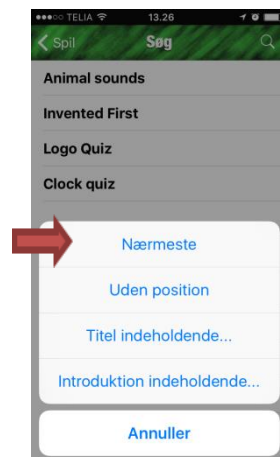 TELIA 13.26
Spil Søg
Animal sounds
Invented First
Logo Quiz
Clock quiz
Nærmeste
Uden position
Titel indeholdende...
Introduktion indeholdende...
Annuller